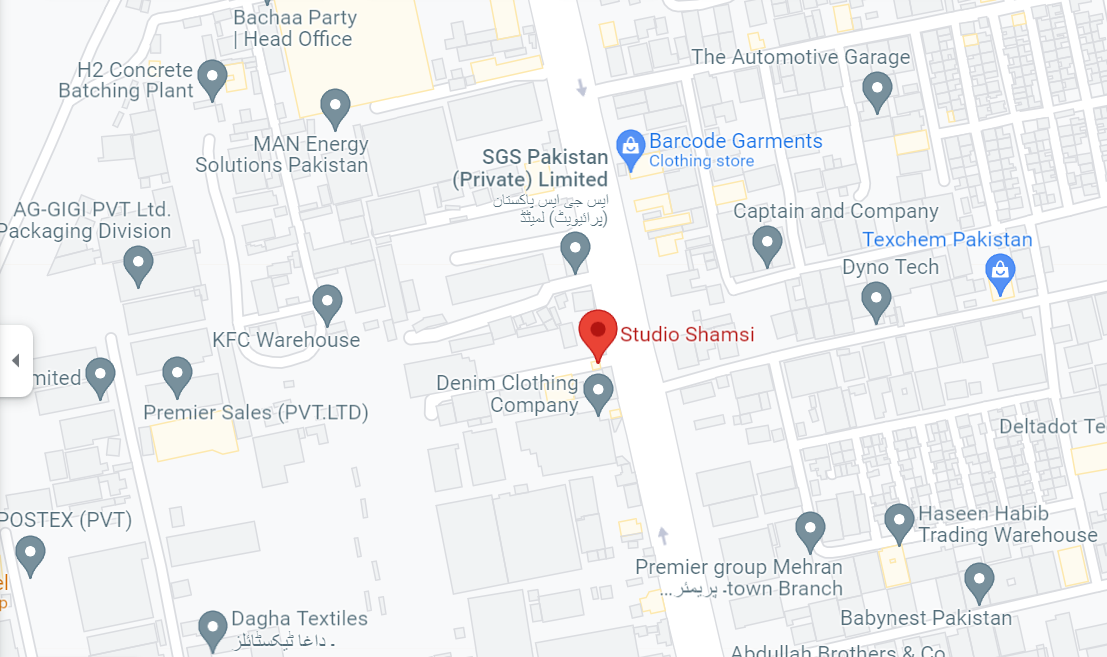 Bachaa Party
| Head Office
H2 Concrete
Batching Plant
The Automotive Garage
MAN Energy
Solutions Pakistan
Barcode Garments
Clothing store
SGS Pakistan
(Private) Limited
ایس جی ایس پاکستان
(پرائیویٹ) لمیٹڈ
AG-GIGI PVT Ltd.
Packaging Division
Captain and Company
Texchem Pakistan
Dyno Tech
KFC Warehouse
Studio Shamsi
mited
Denim Clothing
Company
Premier Sales (PVT.LTD)
Deltadot Te
POSTEX (PVT)
Haseen Habib
Trading Warehouse
Premier group Mehran
town Branch۔ پریمئر...
el
p
Dagha Textiles
۔ داغا ٹیکسٹائلز
Babynest Pakistan
Abdullah Brothers & Co